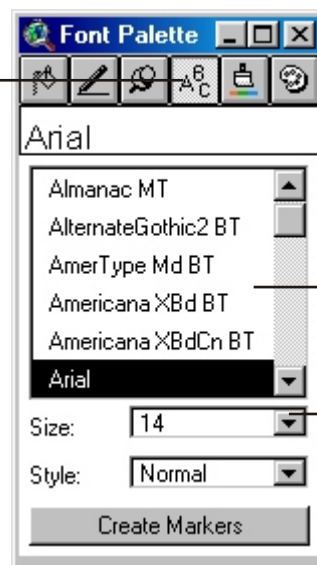 Font Palette
ABC
Arial
Almanac MT
AlternateGothic2 BT
AmerType Md BT
Americana XBd BT
Americana XBdCn BT
Arial
Size: 14
Style: Normal
Create Markers